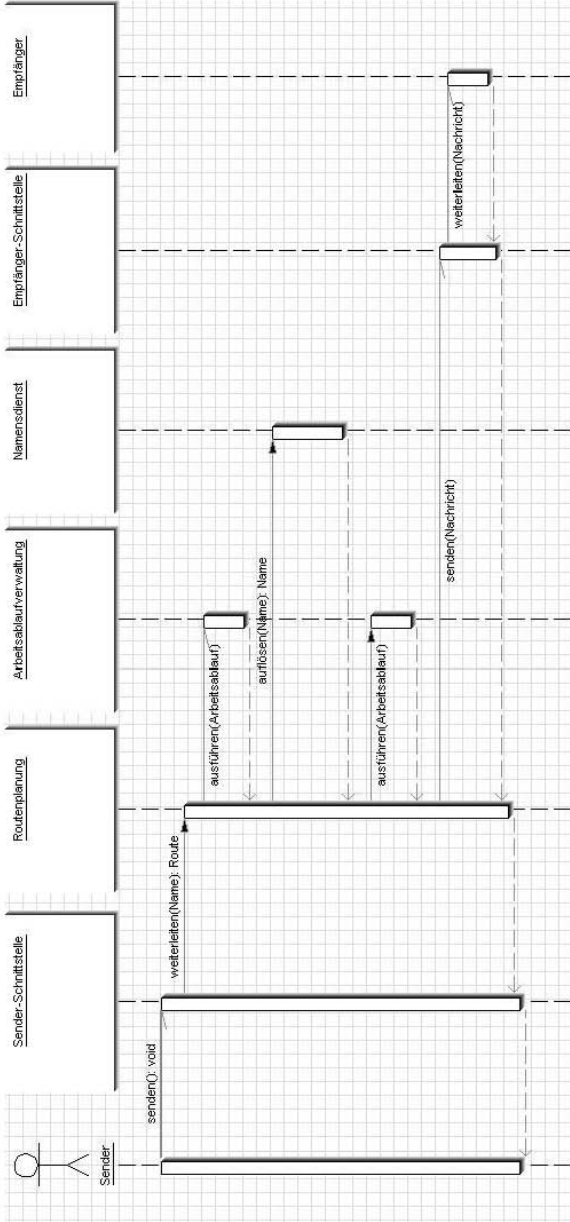 Sender
Sender-Schnittstelle
Routenplanung
Arbeitsablaufverwaltung
Namensdienst
Empfänger-Schnittstelle
Empfänger
senden(): void
weiterleiten(Name): Route
ausführen(Arbeitsablauf)
auflösen(Name): Name
ausführen(Arbeitsablauf)
senden(Nachricht)
weiterleiten(Nachricht)